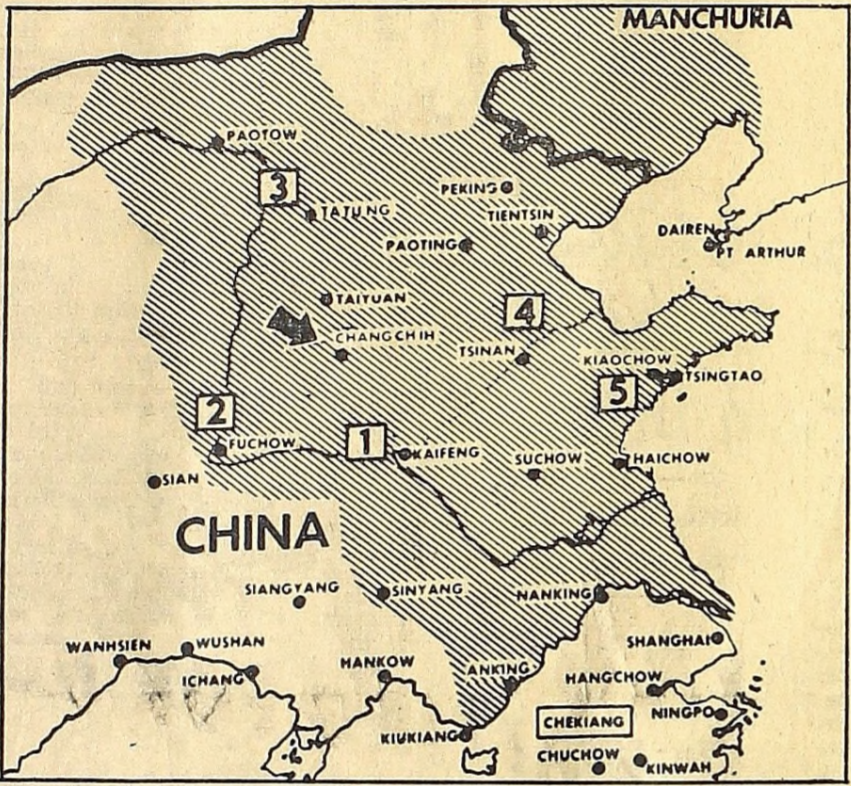 MANCHURIA
PAOTOW
3
PEKING
TATUNG
TIENTSIN
DAIREN
PAOTING
PT ARTHUR
TAIYUAN
4
CHANGCHIH
TSINAN
KIAOCHOW
TSINGTAO
5
2
FUCHOW
1
KAIFENG
SUCHOW
HAICHOW
SIAN
CHINA
SIANGYANG
SINYANG
NANKING
WANHSIEN
WUSHAN
SHANGHAI
ICHANG
HANKOW
ANKING
HANGCHOW
CHEKIANG
NINGPO
KIUKIANG
CHUCHOW
KINWAH